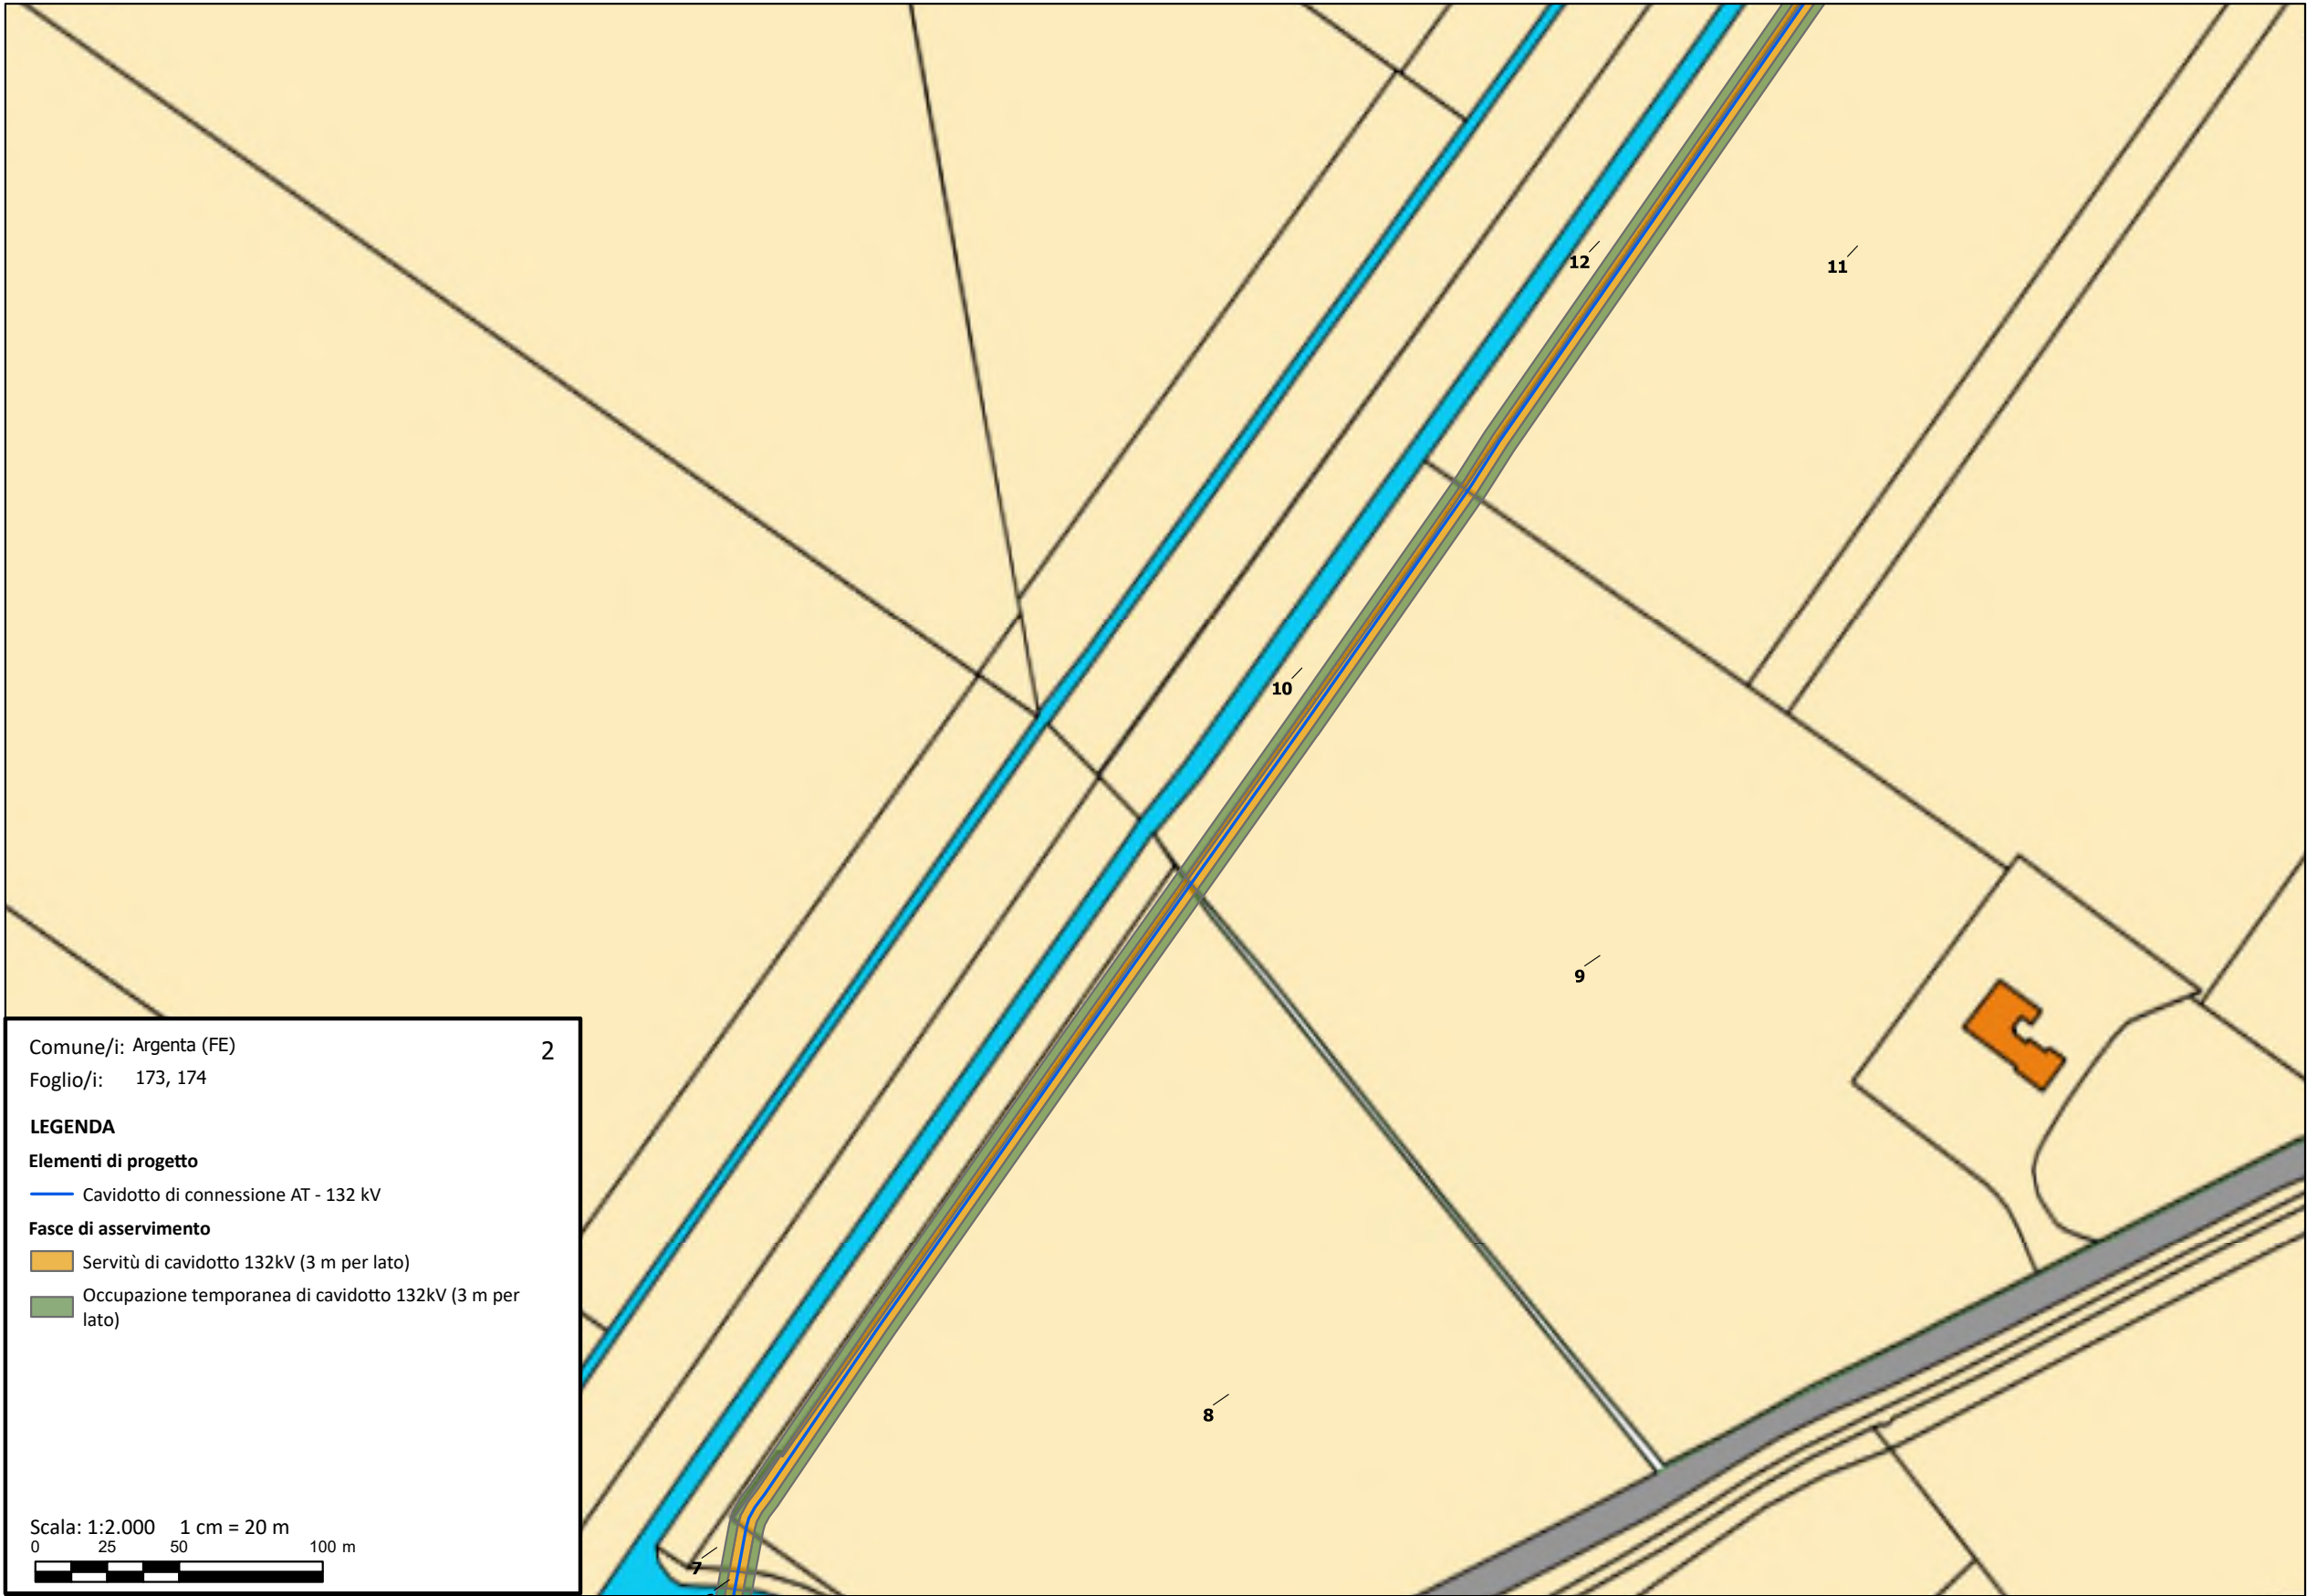 12
11
10
9
8
7
Comune/i: Argenta (FE)
2
Foglio/i: 173, 174
LEGENDA
Elementi di progetto
Cavidotto di connessione AT - 132 kV
Fasce di asservimento
Servitù di cavidotto 132kV (3 m per lato)
Occupazione temporanea di cavidotto 132kV (3 m per
lato)
Scala: 1:2.000 1 cm = 20 m
0 25 50 100 m